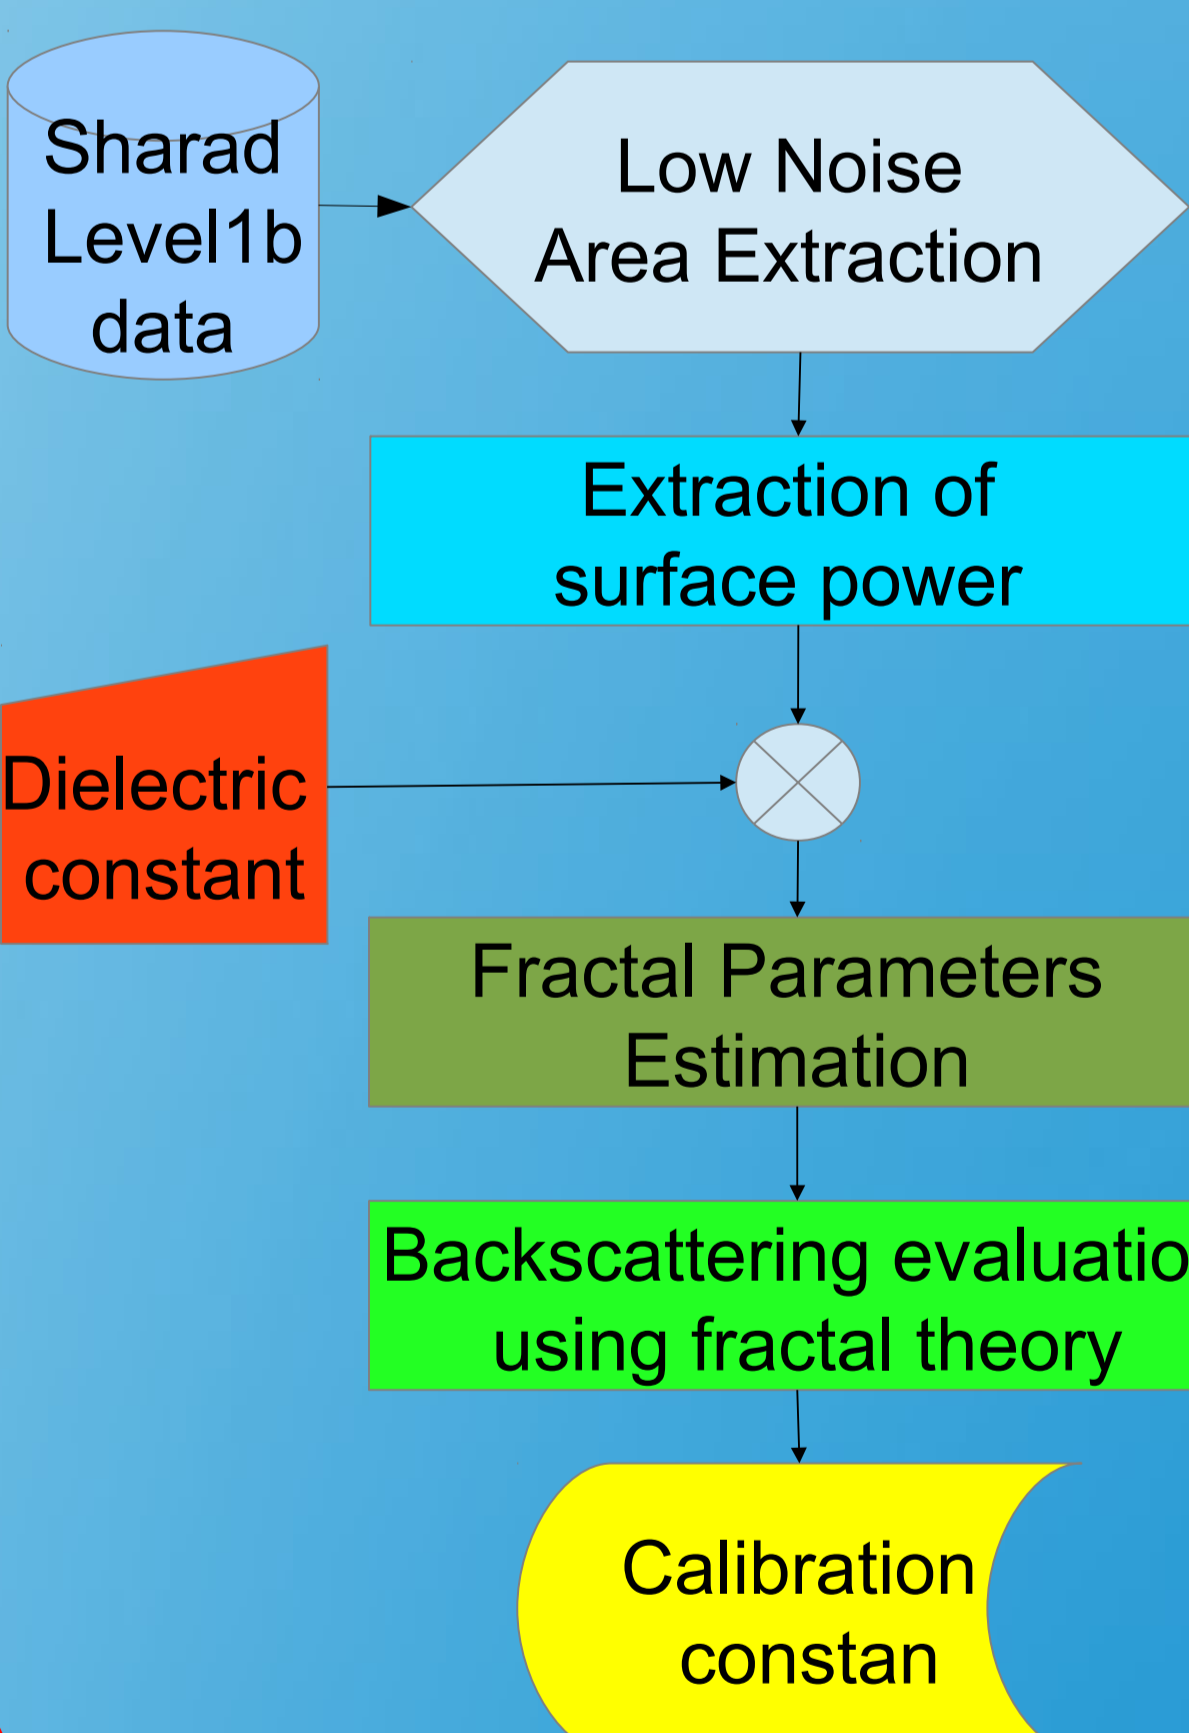 Sharad
Level1b
data
Low Noise
Area Extraction
Extraction of
surface power
Dielectric
constant
Fractal Parameters
Estimation
Backscattering evaluatio
using fractal theory
Calibration
constan